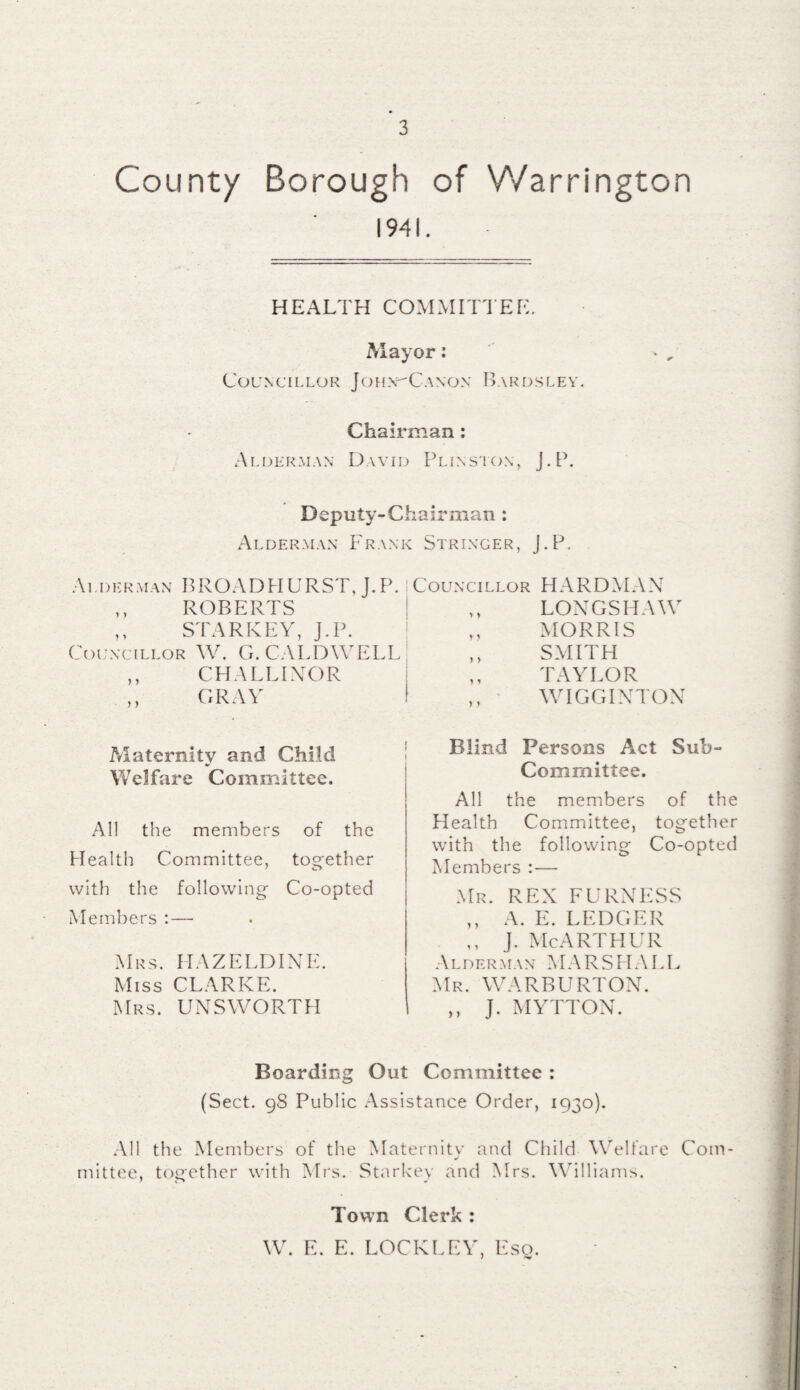 3
County Borough of Warrington
1941.
HEALTH COMMITTEE.
Mayor:
Councillor John Canon Bardsley.
Chairman:
Alderman David Plinston, J.P.
Deputy-Chairman:
Alderman Frank Stringer, J.P.
Alderman BROADHURST, J.P.
,, ROBERTS
,, STARKEY, J.P.
Councillor W. G. CALDWELL
,, CHALLINOR
,, GRAY
Councillor HARDMAN
,, LONGSHAW
,, MORRIS
,, SMITH
,, TAYLOR
,, WIGGINTON
Maternity and Child
Welfare Committee.
All the members of the
Health Committee, together
with the following Co-opted
Members :—
Mrs. HAZELDINE.
Miss CLARKE.
Mrs. UNSWORTH
Blind Persons Act Sub-
Committee.
All the members of the
Health Committee, together
with the following Co-opted
Members :—
Mr. REX FURNESS
,, A. E. LEDGER
,, J. McARTHUR
Alderman MARSHALL
Mr. WARBURTON.
,, J. MYTTON.
Boarding Out Committee :
(Sect. 98 Public Assistance Order, 1930).
All the Members of the Maternity and Child Welfare Com-
mittee, together with Mrs. Starkey and Mrs. Williams.
Town Clerk :
W. E. E. LOCKLEY, Esq.